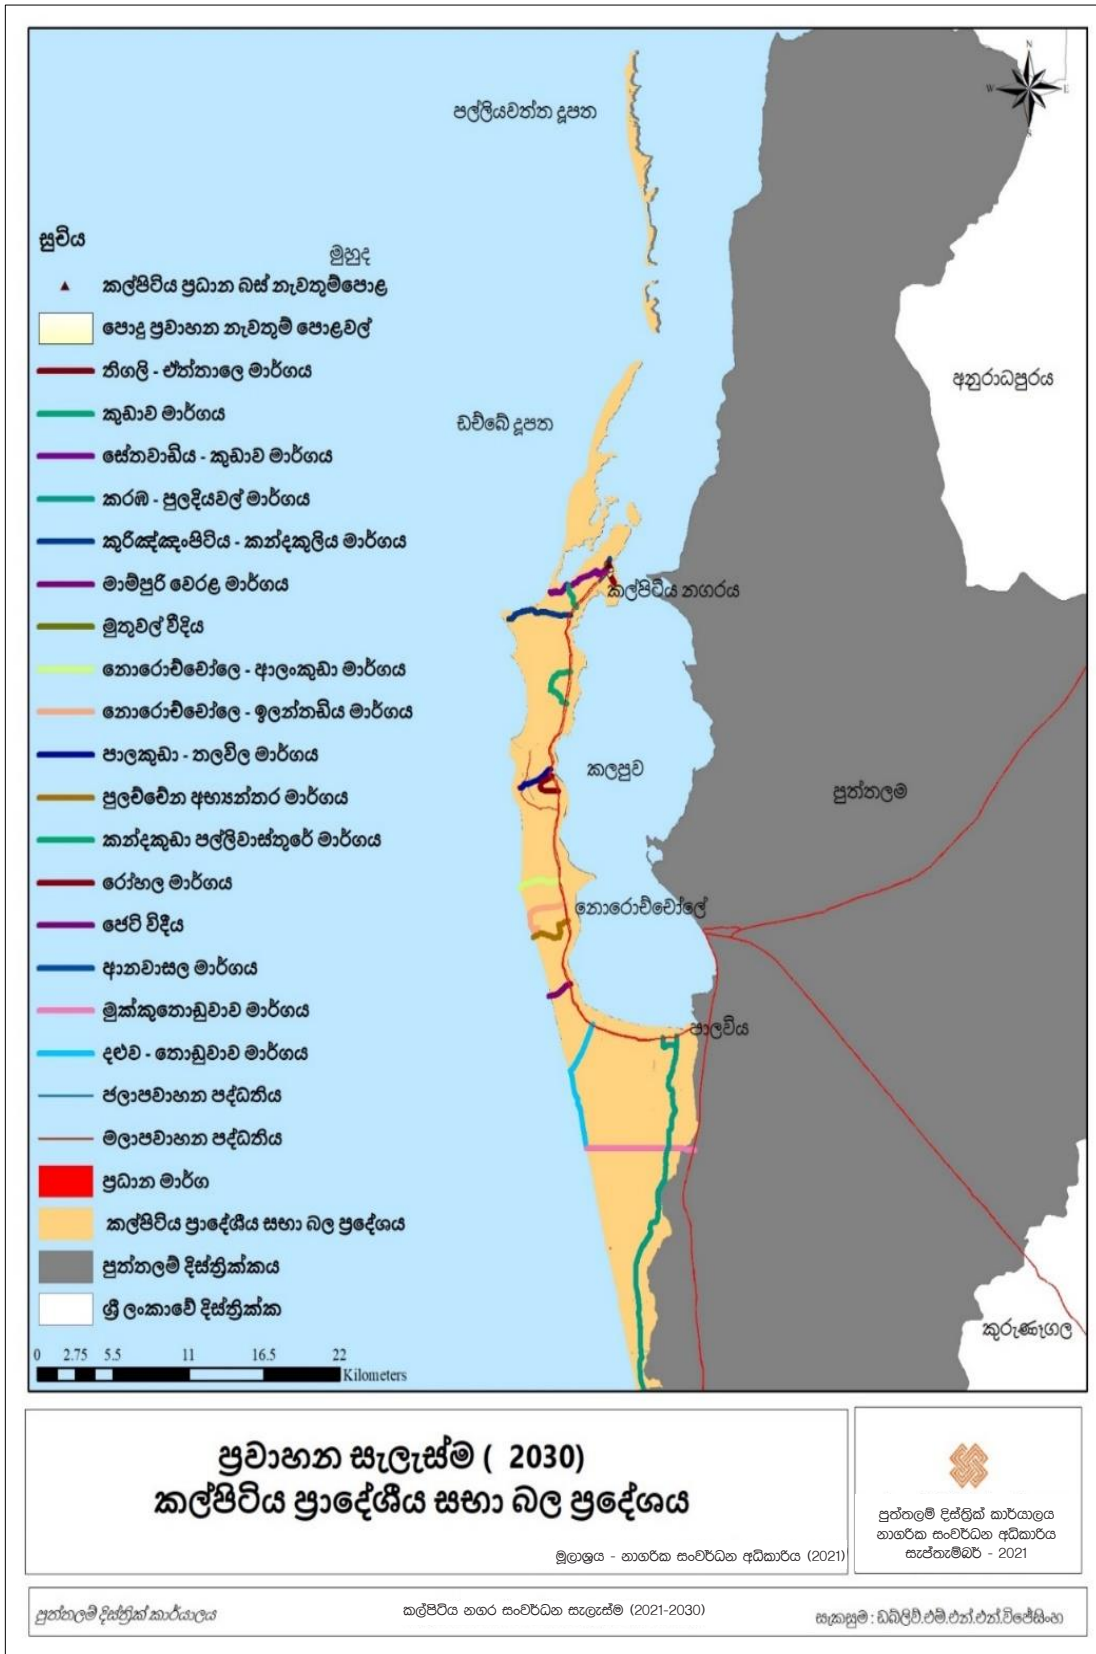 N
W E
පල්ලියවත්ත දූපත
සුචිය
මුහුද
කල්පිටිය ප්‍රධාන බස් නැවතුම්පොළ
පොදු ප්‍රවාහන නැවතුම් පොළවල්
තිගලි - ඒත්තාලෙ මාර්ගය
කුඩාව මාර්ගය
සේතවාඩිය - කුඩාව මාර්ගය
කරඹ - පුලදියවල් මාර්ගය
කුරිඤ්ඤංපිටිය - කන්දකුලිය මාර්ගය
මාම්පුරි වෙරළ මාර්ගය
මුතුවල් වීදිය
නොරොච්චෝලෙ - ආලංකුඩා මාර්ගය
නොරොච්චෝලෙ - ඉලන්තඩිය මාර්ගය
පාලකුඩා - තලවිල මාර්ගය
පුලච්චේන අභ්‍යන්තර මාර්ගය
කන්දකුඩා පල්ලිවාස්තුරේ මාර්ගය
රෝහල මාර්ගය
ජෙටි විදීය
ආනවාසල මාර්ගය
මුක්කුතොඩුවාව මාර්ගය
දළුව - තොඩුවාව මාර්ගය
ජලාපවාහන පද්ධතිය
මලාපවාහන පද්ධතිය
ප්‍රධාන මාර්ග
කල්පිටිය ප්‍රාදේශීය සභා බල ප්‍රදේශය
පුත්තලම් දිස්ත්‍රික්කය
ශ්‍රී ලංකාවේ දිස්ත්‍රික්ක
0 2.75 5.5 11 16.5 22
Kilometers
ඩච්බේ දූපත
අනුරාධපුරය
කල්පිටිය නගරය
කලපුව
පුත්තලම
නොරොච්චෝලේ
පාලවිය
කුරුණෑගල
ප්‍රවාහන සැලැස්ම ( 2030)
කල්පිටිය ප්‍රාදේශීය සභා බල ප්‍රදේශය
මූලාශ්‍රය - නාගරික සංවර්ධන අධිකාරිය (2021)
පුත්තලම් දිස්ත්‍රික් කාර්යාලය
නාගරික සංවර්ධන අධිකාරිය
සැප්තැම්බර් - 2021
පුත්තලම් දිස්ත්‍රික් කාර්යාලය
කල්පිටිය නගර සංවර්ධන සැලැස්ම (2021-2030)
සැකසුම : ඩබ්ලිව්.එම්.එන්.එන්.විජේසිංහ